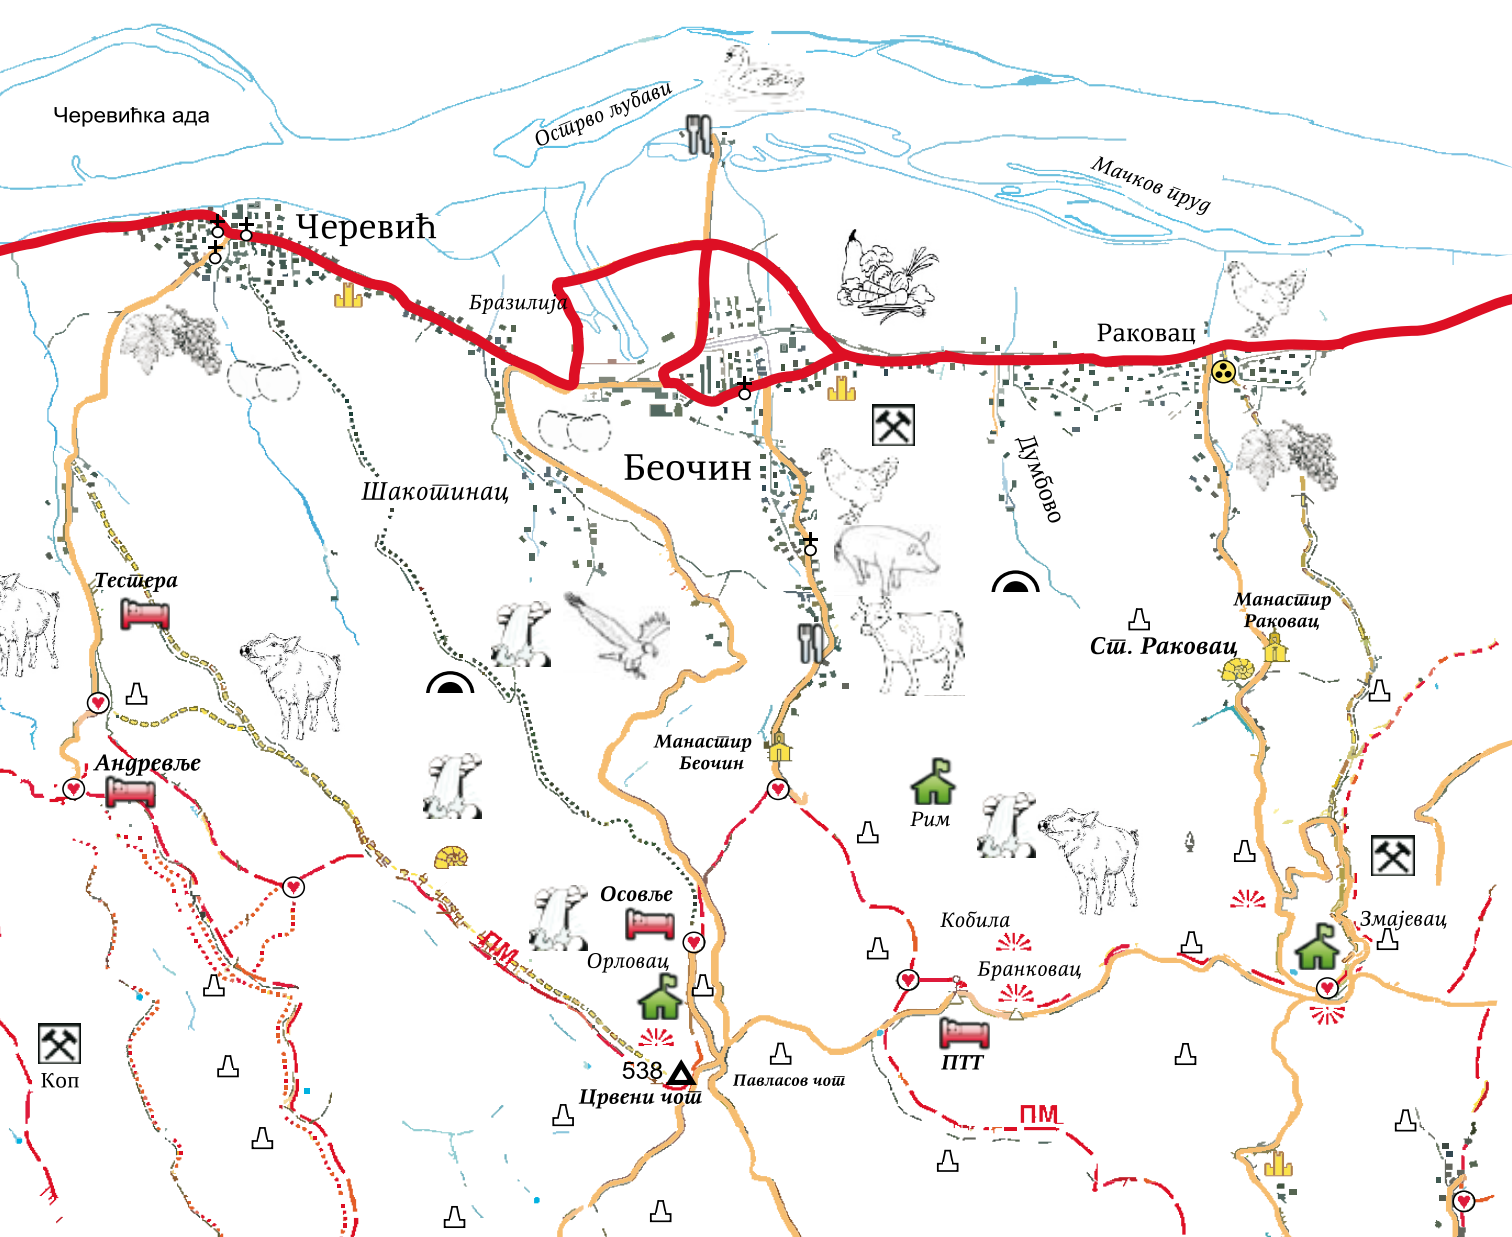 Черевићка ада
Острво љубави
Мачков пруд
Черевић
Бразилија
Раковац
Беочин
Шакотинац
Думбово
Тестера
Манастир
Раковац
Ст. Раковац
Манастир
Беочин
Андревље
Рим
Осовље
Кобила
Змајевац
ПМ
Орловац
Бранковац
Коп
538
Црвени чот
Павласов чот
ПТТ
ПМ